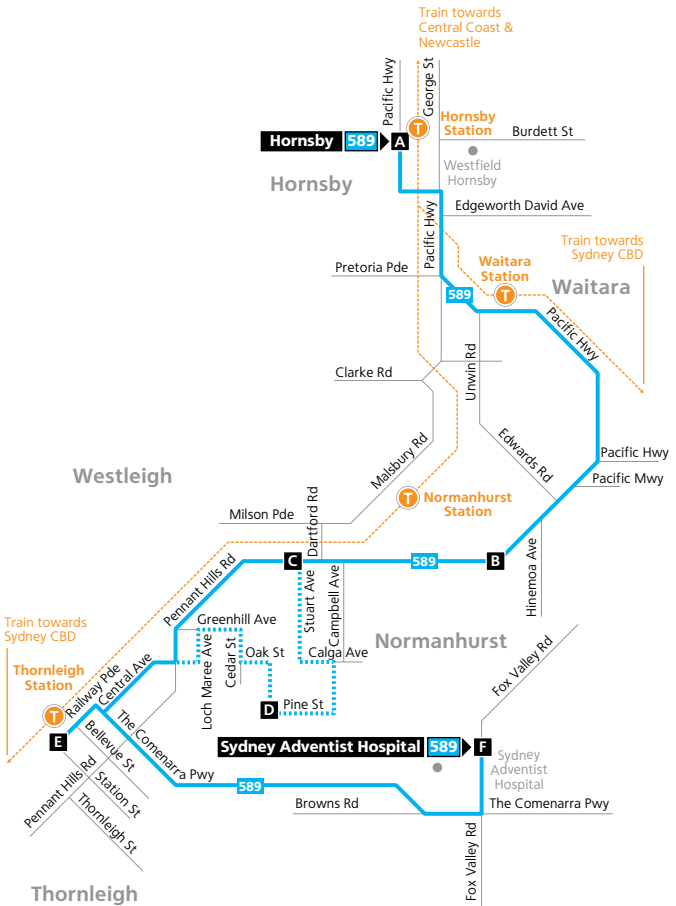 Train towards
Central Coast &
Newcastle
Pacific Hwy
George St
T
Hornsby
Station
Hornsby 589
A
Burdett St
Westfield
Hornsby
Hornsby
Edgeworth David Ave
Pacific Hwy
Train towards
Sydney CBD
Waitara
Station
T
Pretoria Pde
589
Waitara
Pacific Hwy
Unwin Rd
Clarke Rd
Malsbury Rd
Edwards Rd
Pacific Hwy
Pacific Mwy
Westleigh
T
Normanhurst
Station
Milson Pde
Dartford Rd
Hinemoa Ave
C
589
B
Pennant Hills Rd
Stuart Ave
Campbell Ave
Greenhill Ave
Loch Maree Ave
Cedar St
Oak St
Calga Ave
Normanhurst
Fox Valley Rd
Train towards
Sydney CBD
Thornleigh
Station
T
Railway Pde
Central Ave
D
Pine St
E
Bellevue St
The Comenarra Pwy
Sydney Adventist Hospital 589
F
Sydney
Adventist
Hospital
Pennant Hills Rd
Station St
Thornleigh St
589
Browns Rd
The Comenarra Pwy
Fox Valley Rd
Thornleigh